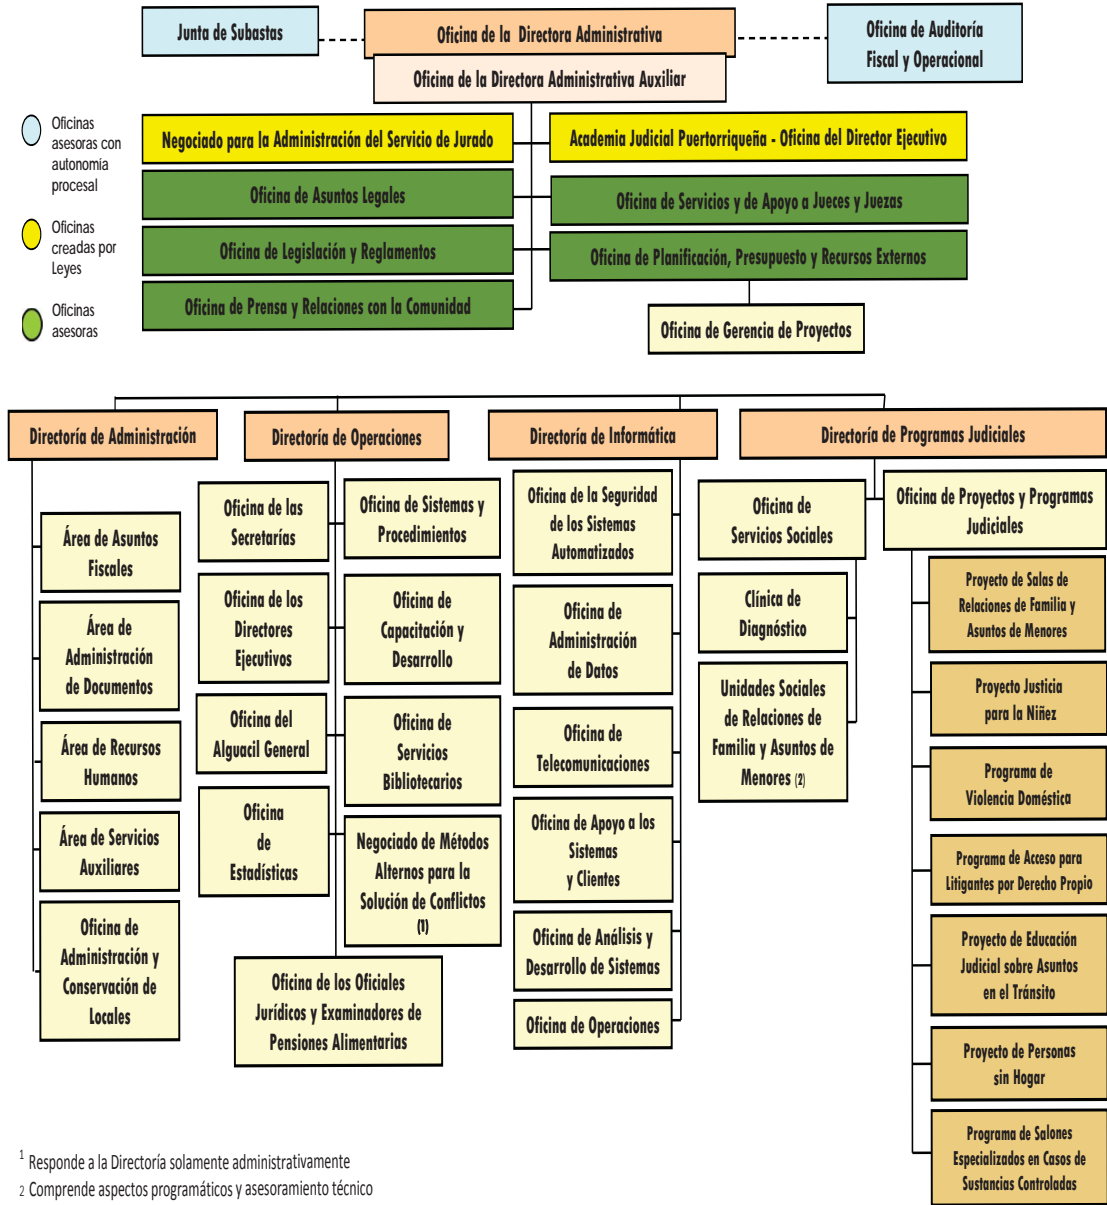 Junta de Subastas
Oficina de la Directora Administrativa
Oficina de Auditoría
Fiscal y Operacional
Oficina de la Directora Administrativa Auxiliar
Oficinas
asesoras con
autonomía
procesal
Oficinas
creadas por
Leyes
Oficinas
asesoras
Negociado para la Administración del Servicio de Jurado
Academia Judicial Puertorriqueña - Oficina del Director Ejecutivo
Oficina de Asuntos Legales
Oficina de Servicios y de Apoyo a Jueces y Juezas
Oficina de Legislación y Reglamentos
Oficina de Planificación, Presupuesto y Recursos Externos
Oficina de Prensa y Relaciones con la Comunidad
Oficina de Gerencia de Proyectos
Directoría de Administración
Directoría de Operaciones
Directoría de Informática
Directoría de Programas Judiciales
Área de Asuntos
Fiscales
Área de
Administración
de Documentos
Área de Recursos
Humanos
Área de Servicios
Auxiliares
Oficina de
Administración y
Conservación de
Locales
Oficina de las
Secretarías
Oficina de Sistemas y
Procedimientos
Oficina de los
Directores
Ejecutivos
Oficina de
Capacitación y
Desarrollo
Oficina del
Alguacil General
Oficina de
Servicios
Bibliotecarios
Oficina
de
Estadísticas
Negociado de Métodos
Alternos para la
Solución de Conflictos
(1)
Oficina de los Oficiales
Jurídicos y Examinadores de
Pensiones Alimentarias
Oficina de la Seguridad
de los Sistemas
Automatizados
Oficina de
Administración
de Datos
Oficina de
Telecomunicaciones
Oficina de Apoyo a los
Sistemas
y Clientes
Oficina de Análisis y
Desarrollo de Sistemas
Oficina de Operaciones
Oficina de
Servicios Sociales
Clínica de
Diagnóstico
Unidades Sociales
de Relaciones de
Familia y Asuntos de
Menores (2)
Oficina de Proyectos y Programas
Judiciales
Proyecto de Salas de
Relaciones de Familia y
Asuntos de Menores
Proyecto Justicia
para la Niñez
Programa de
Violencia Doméstica
Programa de Acceso para
Litigantes por Derecho Propio
Proyecto de Educación
Judicial sobre Asuntos
en el Tránsito
Proyecto de Personas
sin Hogar
Programa de Salones
Especializados en Casos de
Sustancias Controladas
1 Responde a la Directoría solamente administrativamente
2 Comprende aspectos programáticos y asesoramiento técnico